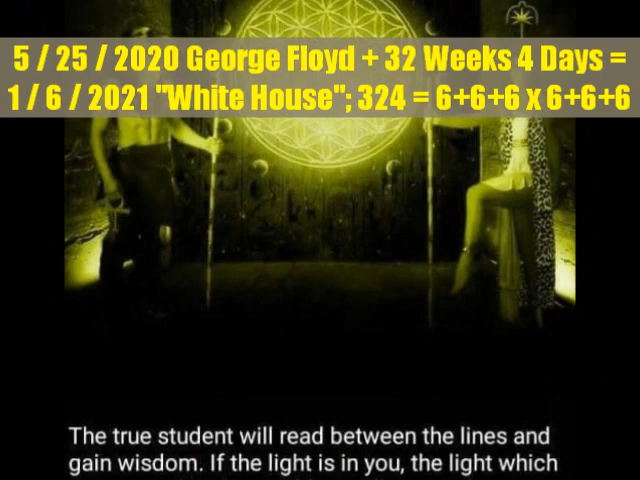 5 / 25 / 2020 George Floyd + 32 Weeks 4 Days =
1 / 6 / 2021 "White House"; 324 = 6+6+6 x 6+6+6
The true student will read between the lines and
gain wisdom. If the light is in you, the light which